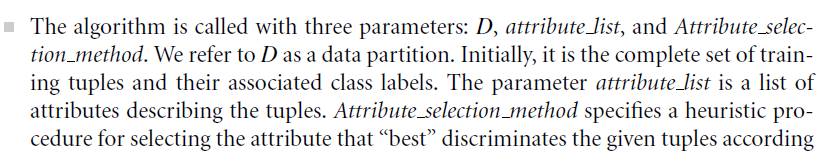 The algorithm is called with three parameters: D, attribute_list, and Attribute_selec-
tion_method. We refer to D as a data partition. Initially, it is the complete set of train-
ing tuples and their associated class labels. The parameter attribute_list is a list of
attributes describing the tuples. Attribute_selection_method specifies a heuristic pro-
cedure for selecting the attribute that “best” discriminates the given tuples according